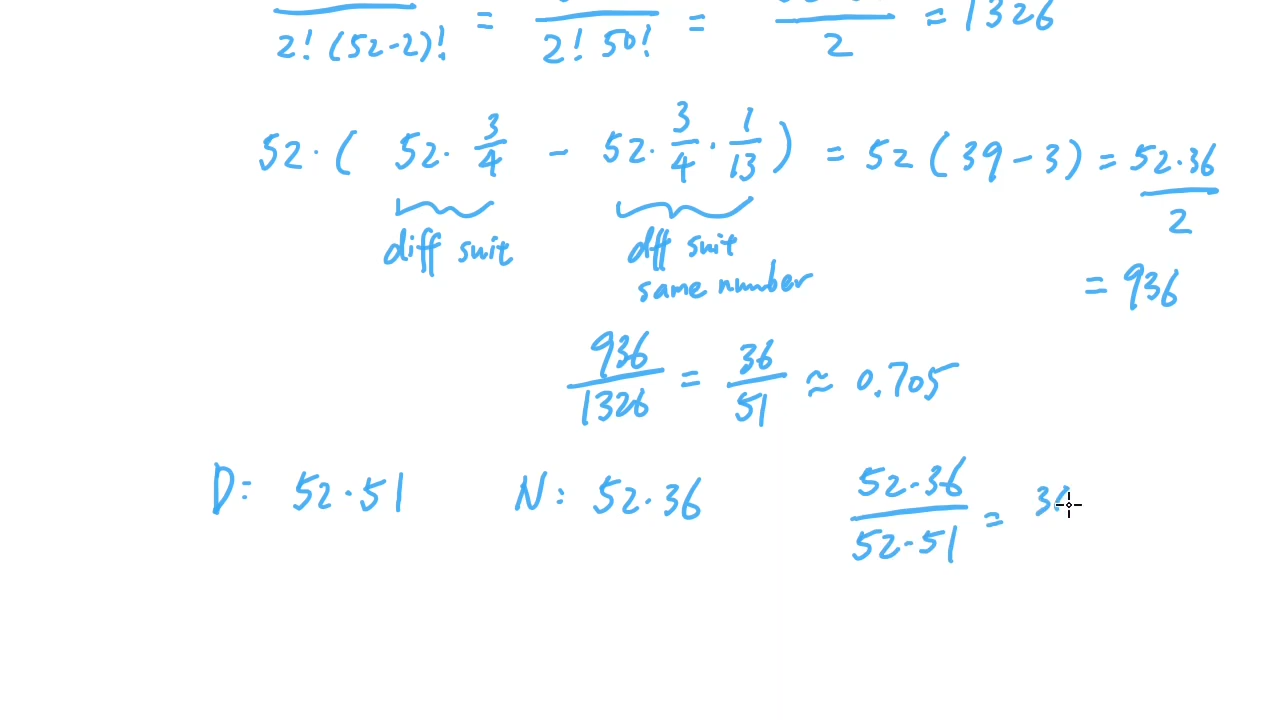 2! (52-2)! = 2! 50! = 2 = 1326
52 · ( 52 · 3/4 - 52 · 3/4 · 1/13 ) = 52 ( 39 - 3 ) = 52 · 36 / 2
diff suit dff suit
same number = 936
936/1326 = 36/51 ≈ 0.705
D: 52 · 51 N: 52 · 36 52 · 36 / 52 · 51 =